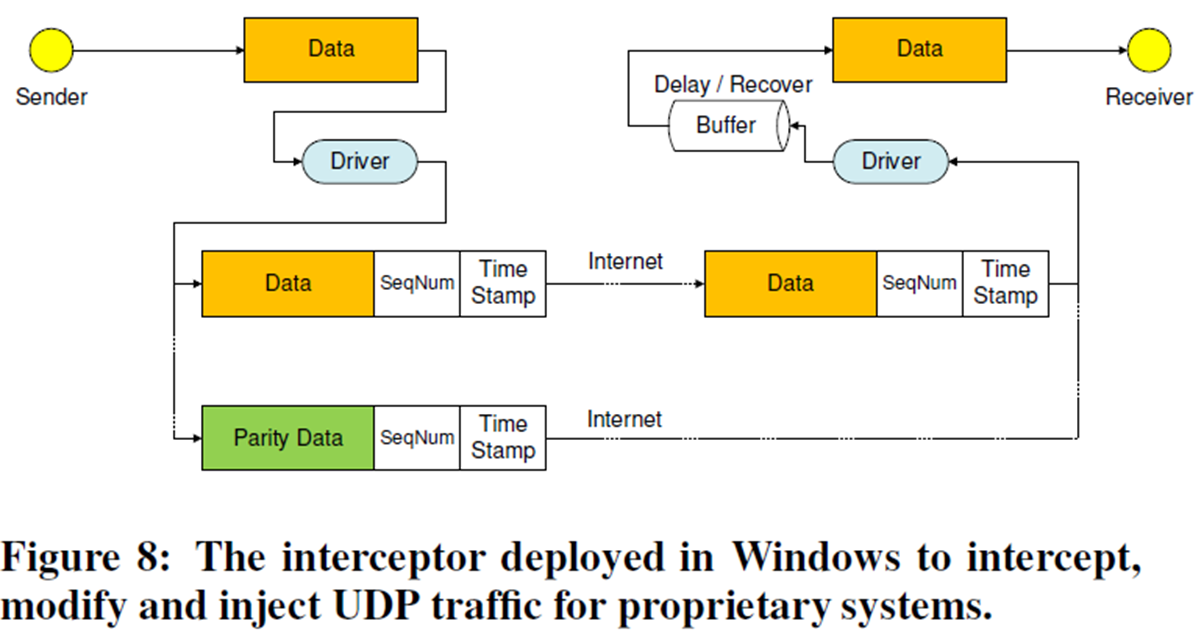 Data
Data
Sender
Receiver
Delay / Recover
Buffer
Driver
Driver
Internet
Data
SeqNum
Time
Stamp
Data
SeqNum
Time
Stamp
Internet
Parity Data
SeqNum
Time
Stamp
Figure 8: The interceptor deployed in Windows to intercept,
modify and inject UDP traffic for proprietary systems.